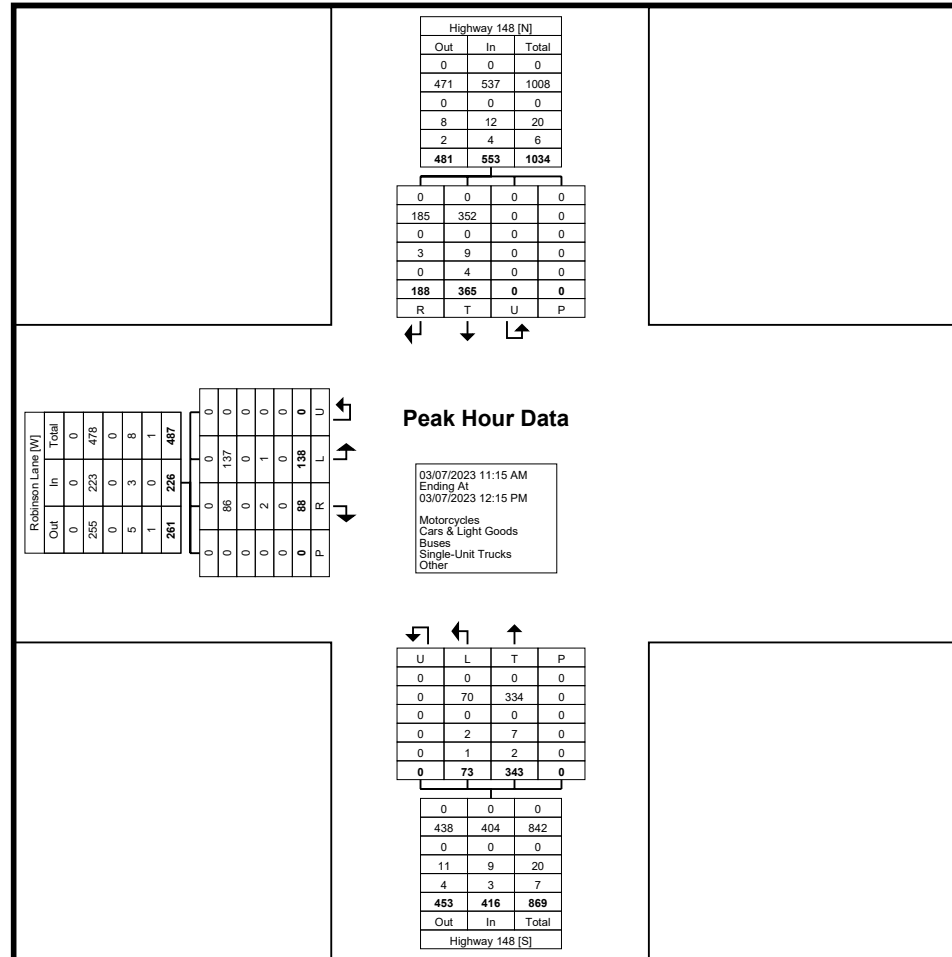 Highway 148 [N]
Out In Total
0 0 0
471 537 1008
0 0 0
8 12 20
2 4 6
481 553 1034
0 0 0 0
185 352 0 0
0 0 0 0
3 9 0 0
0 4 0 0
188 365 0 0
R T U P
Robinson Lane [W]
Out In Total
0 0 0
255 223 478
0 0 0
5 3 8
1 0 1
261 226 487
0 0 0 0
0 86 137 0
0 0 0 0
0 2 1 0
0 0 0 0
0 88 138 0
P R L U
Peak Hour Data
03/07/2023 11:15 AM
Ending At
03/07/2023 12:15 PM
Motorcycles
Cars & Light Goods
Buses
Single-Unit Trucks
Other
U L T P
0 0 0 0
0 70 334 0
0 0 0 0
0 2 7 0
0 1 2 0
0 73 343 0
0 0 0
438 404 842
0 0 0
11 9 20
4 3 7
453 416 869
Out In Total
Highway 148 [S]